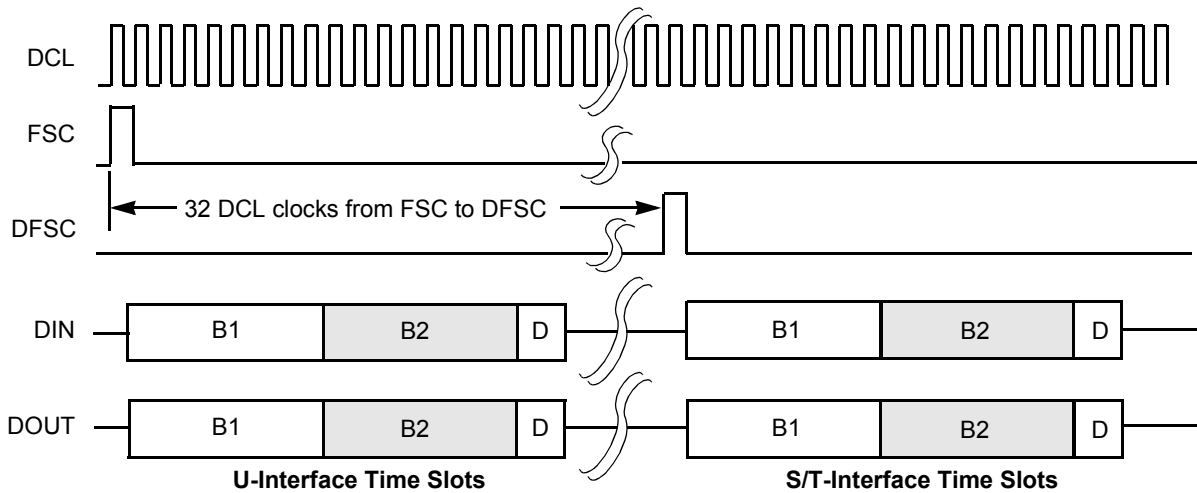 DCL
FSC
32 DCL clocks from FSC to DFSC
DFSC
DIN B1 B2 D B1 B2 D
DOUT B1 B2 D B1 B2 D
U-Interface Time Slots S/T-Interface Time Slots